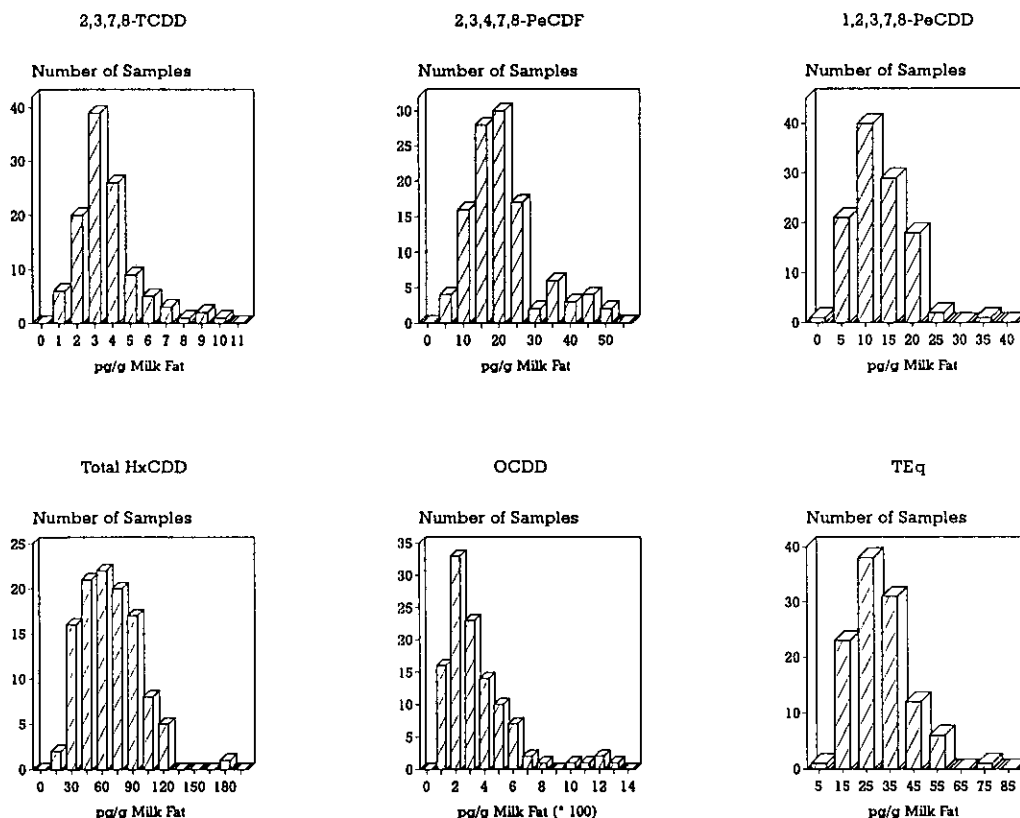 2,3,7,8-TCDD
Number of Samples
40
30
20
10
0
0 1 2 3 4 5 6 7 8 9 10 11
pg/g Milk Fat
2,3,4,7,8-PeCDF
Number of Samples
30
25
20
15
10
5
0
0 10 20 30 40 50
pg/g Milk Fat
1,2,3,7,8-PeCDD
Number of Samples
40
30
20
10
0
0 5 10 15 20 25 30 35 40
pg/g Milk Fat
Total HxCDD
Number of Samples
25
20
15
10
5
0
0 30 60 90 120 150 180
pg/g Milk Fat
OCDD
Number of Samples
35
30
25
20
15
10
5
0
0 2 4 6 8 10 12 14
pg/g Milk Fat (* 100)
TEq
Number of Samples
40
30
20
10
0
5 15 25 35 45 55 65 75 85
pg/g Milk Fat